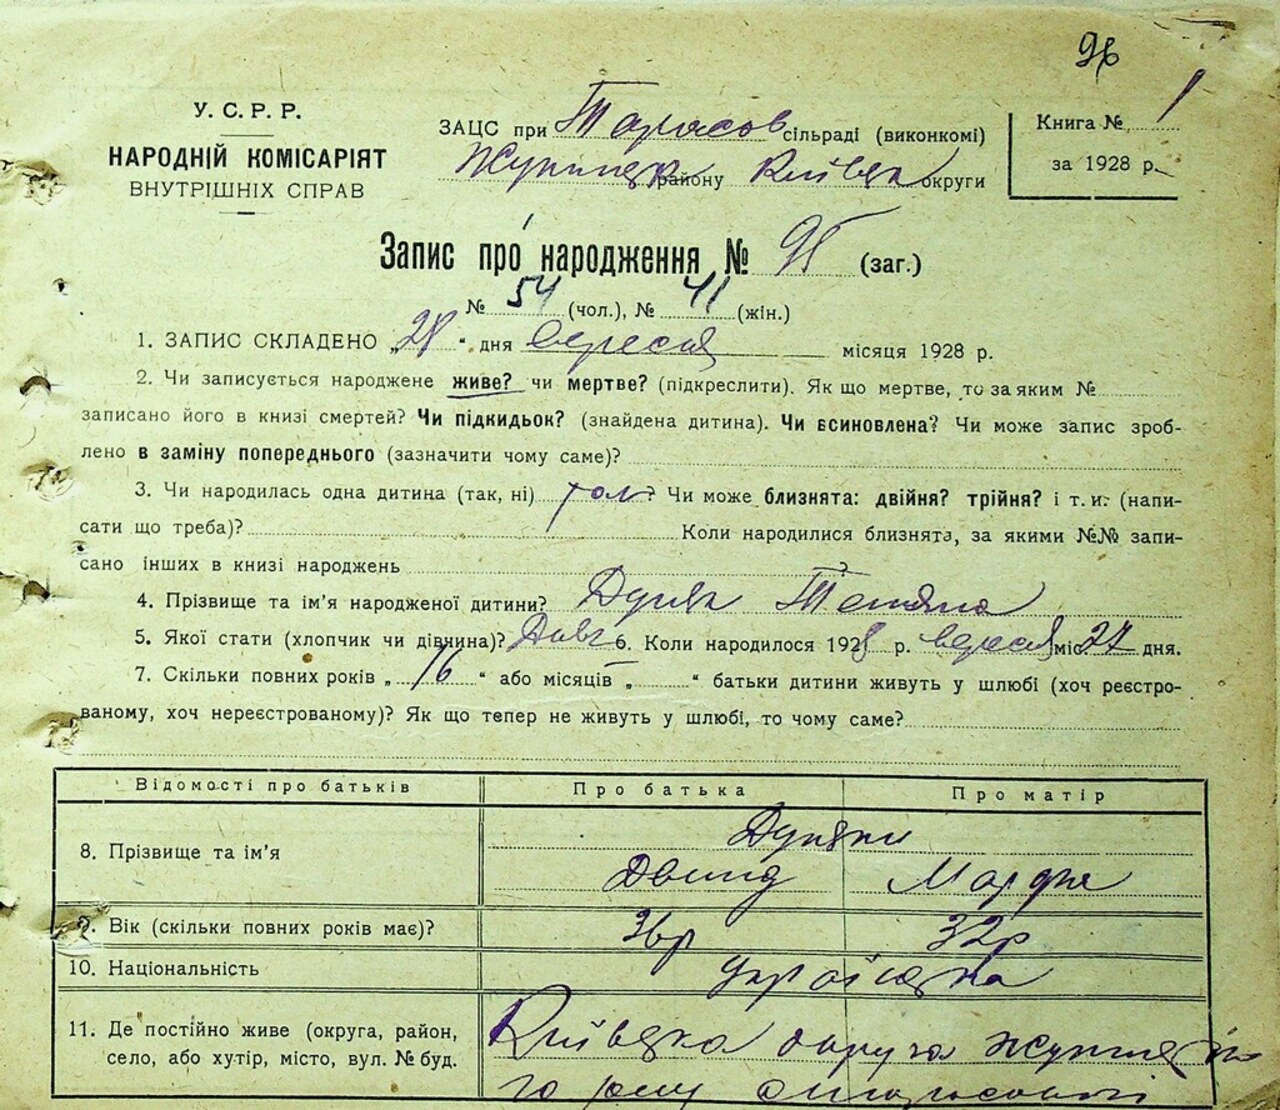 96
У. С. Р. Р.
НАРОДНІЙ КОМІСАРІЯТ
ВНУТРІШНІХ СПРАВ
ЗАЦС при Тарасов сільраді (виконкомі)
району Київськ округи
Книга № 1
за 1928 р.
Запис про народження № 95 (заг.)
№ 54 (чол.), № 41 (жін.)
1. ЗАПИС СКЛАДЕНО „28“ дня вересня місяця 1928 р.
2. Чи записується народжене живе? чи мертве? (підкреслити). Як що мертве, то за яким №
записано його в книзі смертей? Чи підкидьок? (знайдена дитина). Чи всиновлена? Чи може запис зроб-
лено в заміну попереднього (зазначити чому саме)?
3. Чи народилась одна дитина (так, ні) Чи може близнята: двійня? трійня? і т. и. (напи-
сати що треба)? Коли народилися близнята, за якими №№ запи-
сано інших в книзі народжень
4. Прізвище та ім’я народженої дитини? Дуняк Тетяна
5. Якої стати (хлопчик чи дівчина)? Дівч 6. Коли народилося 1928 р. вересня міс. 27 дня.
7. Скільки повних років „16“ або місяців „ “ батьки дитини живуть у шлюбі (хоч реєстро-
ваному, хоч нереєстрованому)? Як що тепер не живуть у шлюбі, то чому саме?
Відомості про батьків Про батька Про матір
8. Прізвище та ім’я
Давид Марфа
9. Вік (скільки повних років має)? 36р 32р
10. Національність українська
11. Де постійно живе (округа, район,
село, або хутір, місто, вул. № буд.
Київська округа